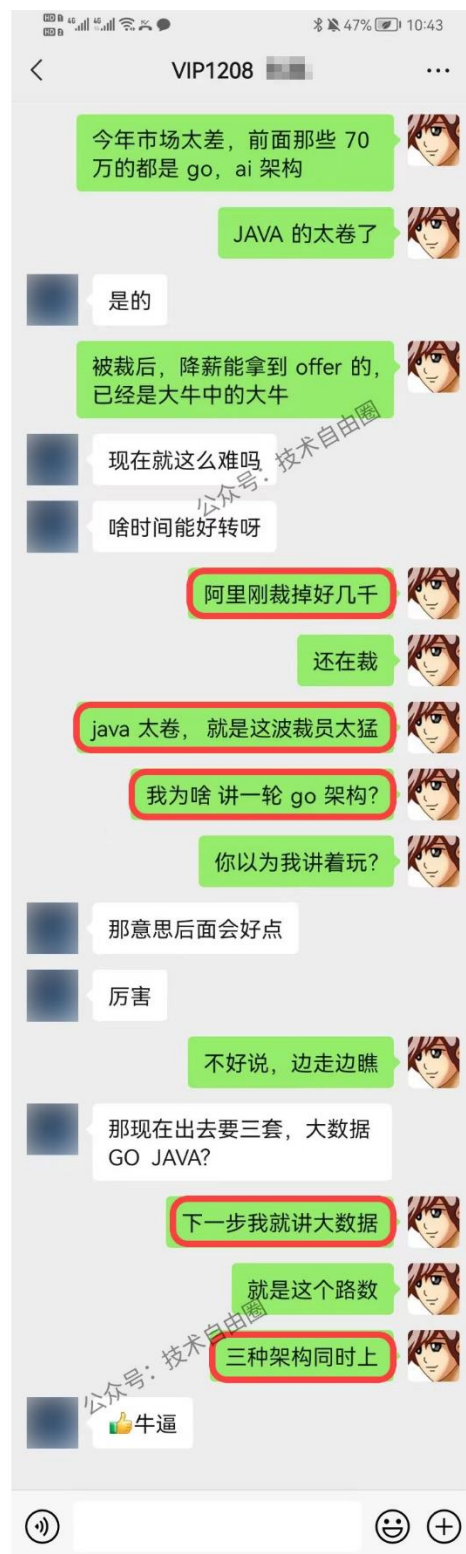 HD 46 46 47% 10:43
HD
VIP1208
今年市场太差，前面那些 70
万的都是 go，ai 架构
JAVA 的太卷了
是的
被裁后，降薪能拿到 offer 的，
已经是大牛中的大牛
现在就这么难吗
公众号：技术自由圈
啥时间能好转呀
阿里刚裁掉好几千
还在裁
java 太卷， 就是这波裁员太猛
我为啥 讲一轮 go 架构？
你以为我讲着玩？
那意思后面会好点
厉害
不好说，边走边瞧
那现在出去要三套，大数据
GO JAVA？
下一步我就讲大数据
就是这个路数
公众号：技术自由圈
三种架构同时上
👍牛逼